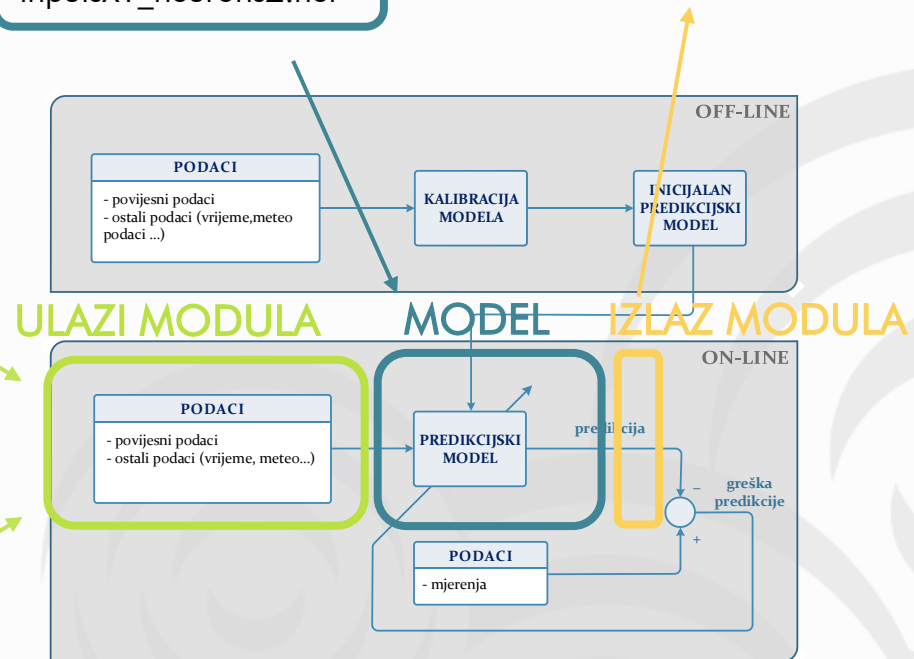 OFF-LINE
PODACI
- povijesni podaci
- ostali podaci (vrijeme,meteo
podaci ...)
KALIBRACIJA
MODELA
INICIJALAN
PREDIKCIJSKI
MODEL
ULAZI MODULA
MODEL
IZLAZ MODULA
ON-LINE
PODACI
- povijesni podaci
- ostali podaci (vrijeme, meteo...)
PREDIKCIJSKI
MODEL
predikcija
–
greška
predikcije
+
PODACI
- mjerenja